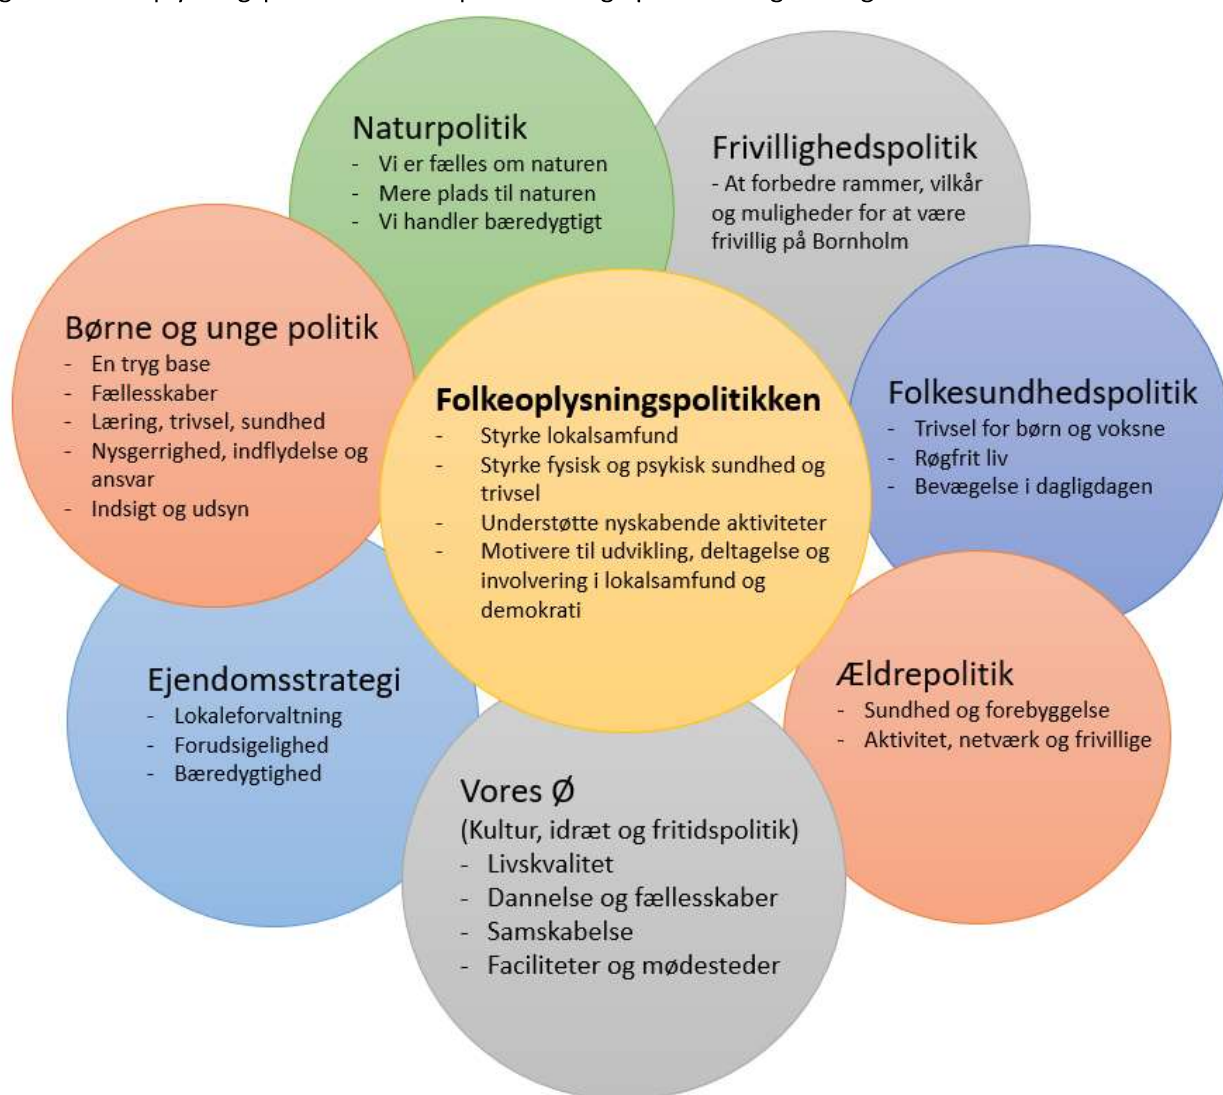 Naturpolitik
- Vi er fælles om naturen
- Mere plads til naturen
- Vi handler bæredygtigt
Frivillighedspolitik
- At forbedre rammer, vilkår
og muligheder for at være
frivillig på Bornholm
Børne og unge politik
- En tryg base
- Fællesskaber
- Læring, trivsel, sundhed
- Nysgerrighed, indflydelse og
ansvar
- Indsigt og udsyn
Folkeoplysningspolitikken
- Styrke lokalsamfund
- Styrke fysisk og psykisk sundhed og
trivsel
- Understøtte nyskabende aktiviteter
- Motivere til udvikling, deltagelse og
involvering i lokalsamfund og
demokrati
Folkesundhedspolitik
- Trivsel for børn og voksne
- Røgfrit liv
- Bevægelse i dagligdagen
Ejendomsstrategi
- Lokaleforvaltning
- Forudsigelighed
- Bæredygtighed
Ældrepolitik
- Sundhed og forebyggelse
- Aktivitet, netværk og frivillige
Vores Ø
(Kultur, idræt og fritidspolitik)
- Livskvalitet
- Dannelse og fællesskaber
- Samskabelse
- Faciliteter og mødesteder